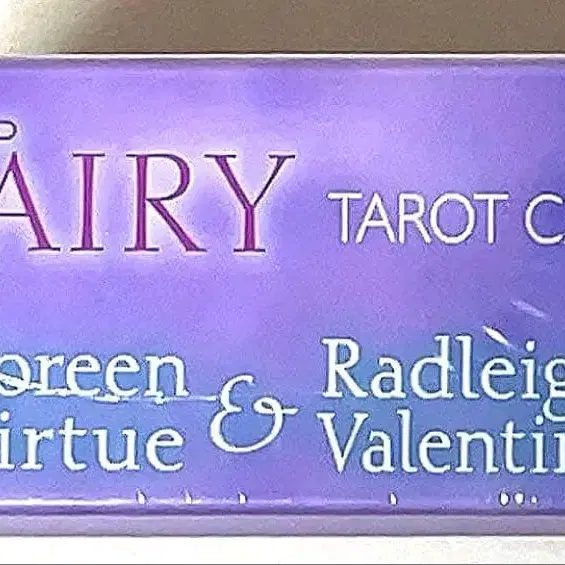 AIRY TAROT C
oreen & Radleig
irtue Valentin